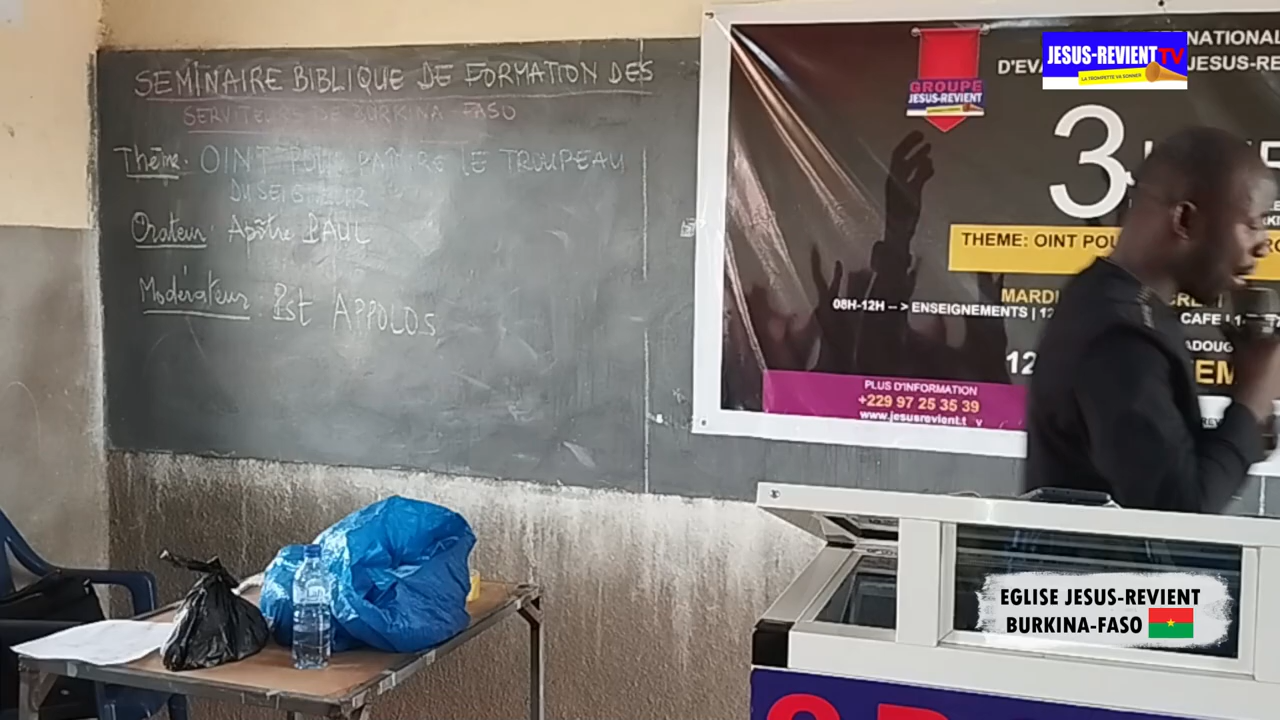 SEMINAIRE BIBLIQUE DE FORMATION DES
SERVITEURS DE BURKINA-FASO
Thème: OINT POUR PAITRE LE TROUPEAU
DU SEIGNEUR
Orateur: Apôtre PAUL
Modérateur: Pst APPOLOS
NATIONAL
D'EVA JESUS-RE
JESUS-REVIENT TV
LA TROMPETTE VA SONNER
GROUPE
JESUS-REVIENT
3
THEME: OINT POU
MARDI
08H-12H -- > ENSEIGNEMENTS | 12 CAFE | 1
ADOUG
12 EM
PLUS D'INFORMATION
+229 97 25 35 39
www.jesusrevient.t v
EGLISE JESUS-REVIENT
BURKINA-FASO